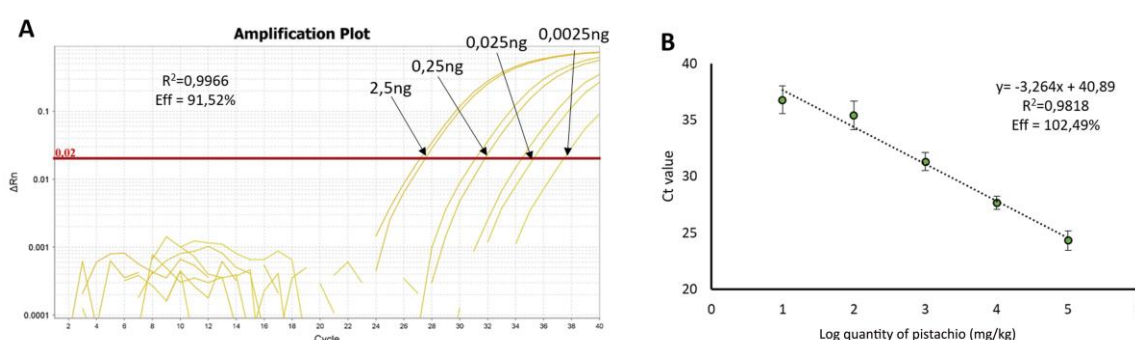 A
Amplification Plot
R²=0,9966
Eff = 91,52%
2,5ng
0,25ng
0,025ng
0,0025ng
0.1
0.02
0.01
0.001
0.0001
ΔRn
2 4 6 8 10 12 14 16 18 20 22 24 26 28 30 32 34 36 38 40
Cycle
B
40
35
30
25
20
Ct value
y= -3,264x + 40,89
R²=0,9818
Eff = 102,49%
0 1 2 3 4 5
Log quantity of pistachio (mg/kg)